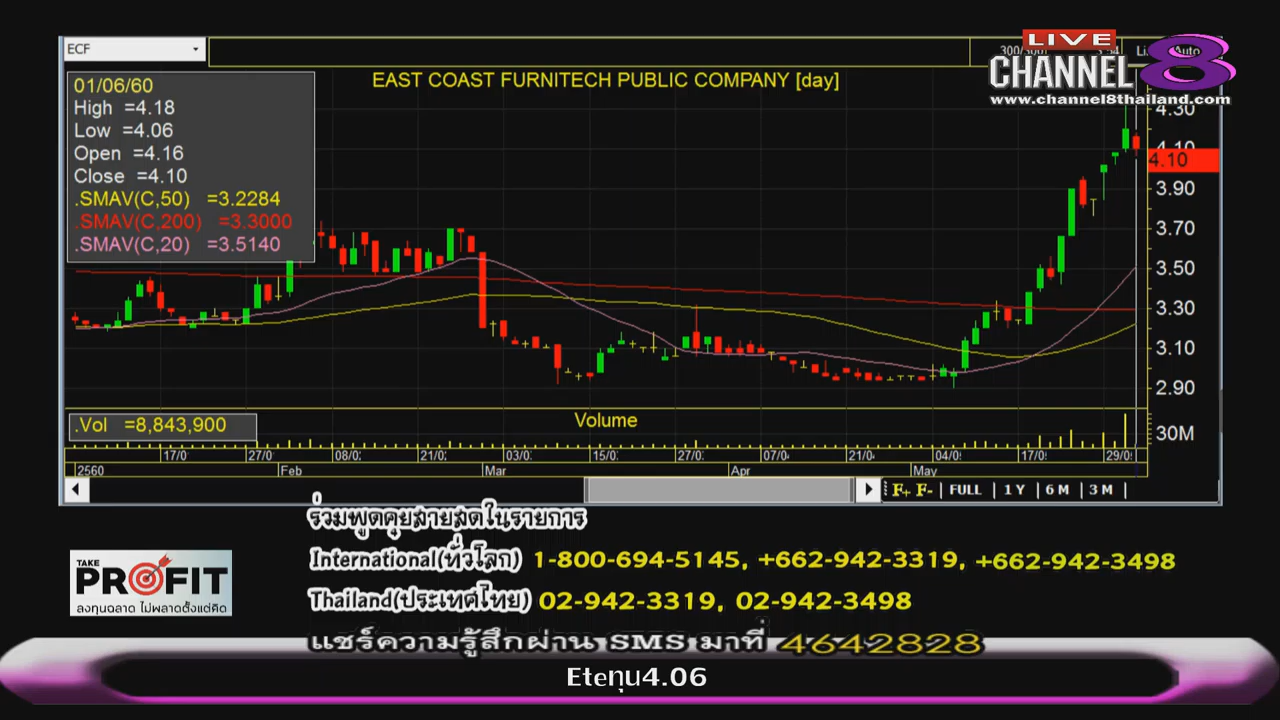 ECF
300/300
Auto
LIVE
CHANNEL 8
www.channel8thailand.com
EAST COAST FURNITECH PUBLIC COMPANY [day]
01/06/60
High =4.18
Low =4.06
Open =4.16
Close =4.10
.SMAV(C,50) =3.2284
.SMAV(C,200) =3.3000
.SMAV(C,20) =3.5140
4.30
4.10
4.10
3.90
3.70
3.50
3.30
3.10
2.90
.Vol =8,843,900
Volume
30M
17/0 27/0 08/0 21/0 03/0 15/0 27/0 07/0 21/0 04/0 17/0 29/0
2560 Feb Mar Apr May
F+ F- | FULL | 1 Y | 6 M | 3 M |
ร่วมพูดคุยสายสดในรายการ
International(ทั่วโลก) 1-800-694-5145, +662-942-3319, +662-942-3498
Thailand(ประเทศไทย) 02-942-3319, 02-942-3498
แชร์ความรู้สึกผ่าน SMS มาที่ 4642828
TAKE
PROFIT
ลงทุนฉลาด ไม่พลาดตั้งแต่คิด
Eteทุน4.06